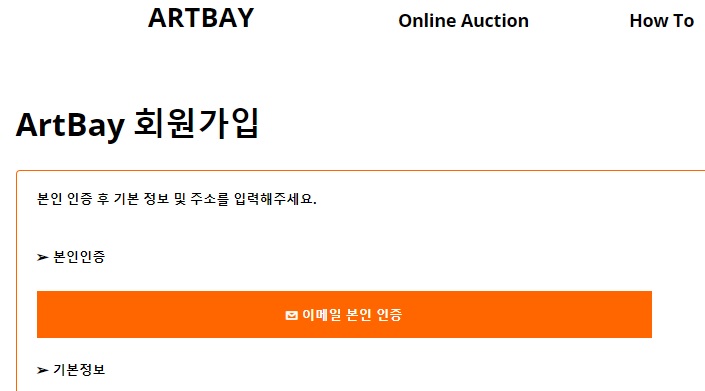 ARTBAY Online Auction How To
ArtBay 회원가입
본인 인증 후 기본 정보 및 주소를 입력해주세요.
➢ 본인인증
✉ 이메일 본인 인증
➢ 기본정보